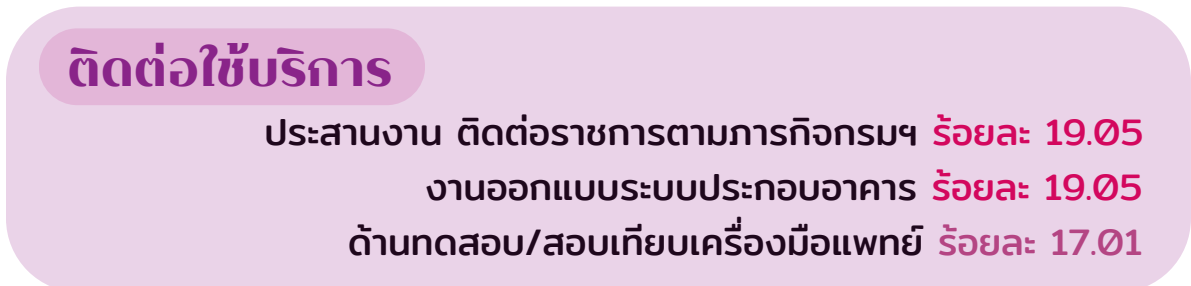 ติดต่อใช้บริการ
ประสานงาน ติดต่อราชการตามภารกิจกรมฯ ร้อยละ 19.05
งานออกแบบระบบประกอบอาคาร ร้อยละ 19.05
ด้านทดสอบ/สอบเทียบเครื่องมือแพทย์ ร้อยละ 17.01